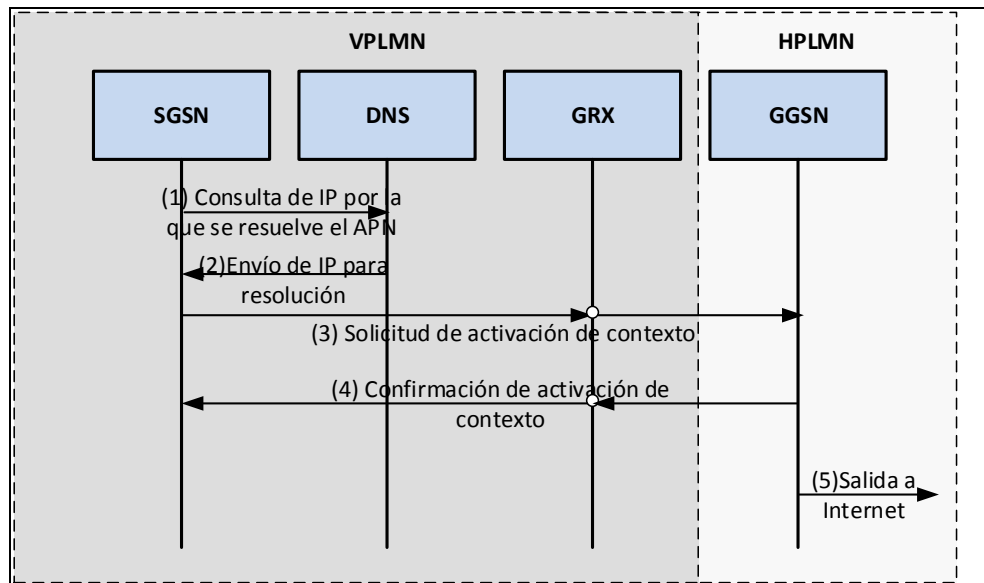 VPLMN
HPLMN
SGSN
DNS
GRX
GGSN
(1) Consulta de IP por la
que se resuelve el APN
(2)Envío de IP para
resolución
(3) Solicitud de activación de contexto
(4) Confirmación de activación de
contexto
(5)Salida a
Internet